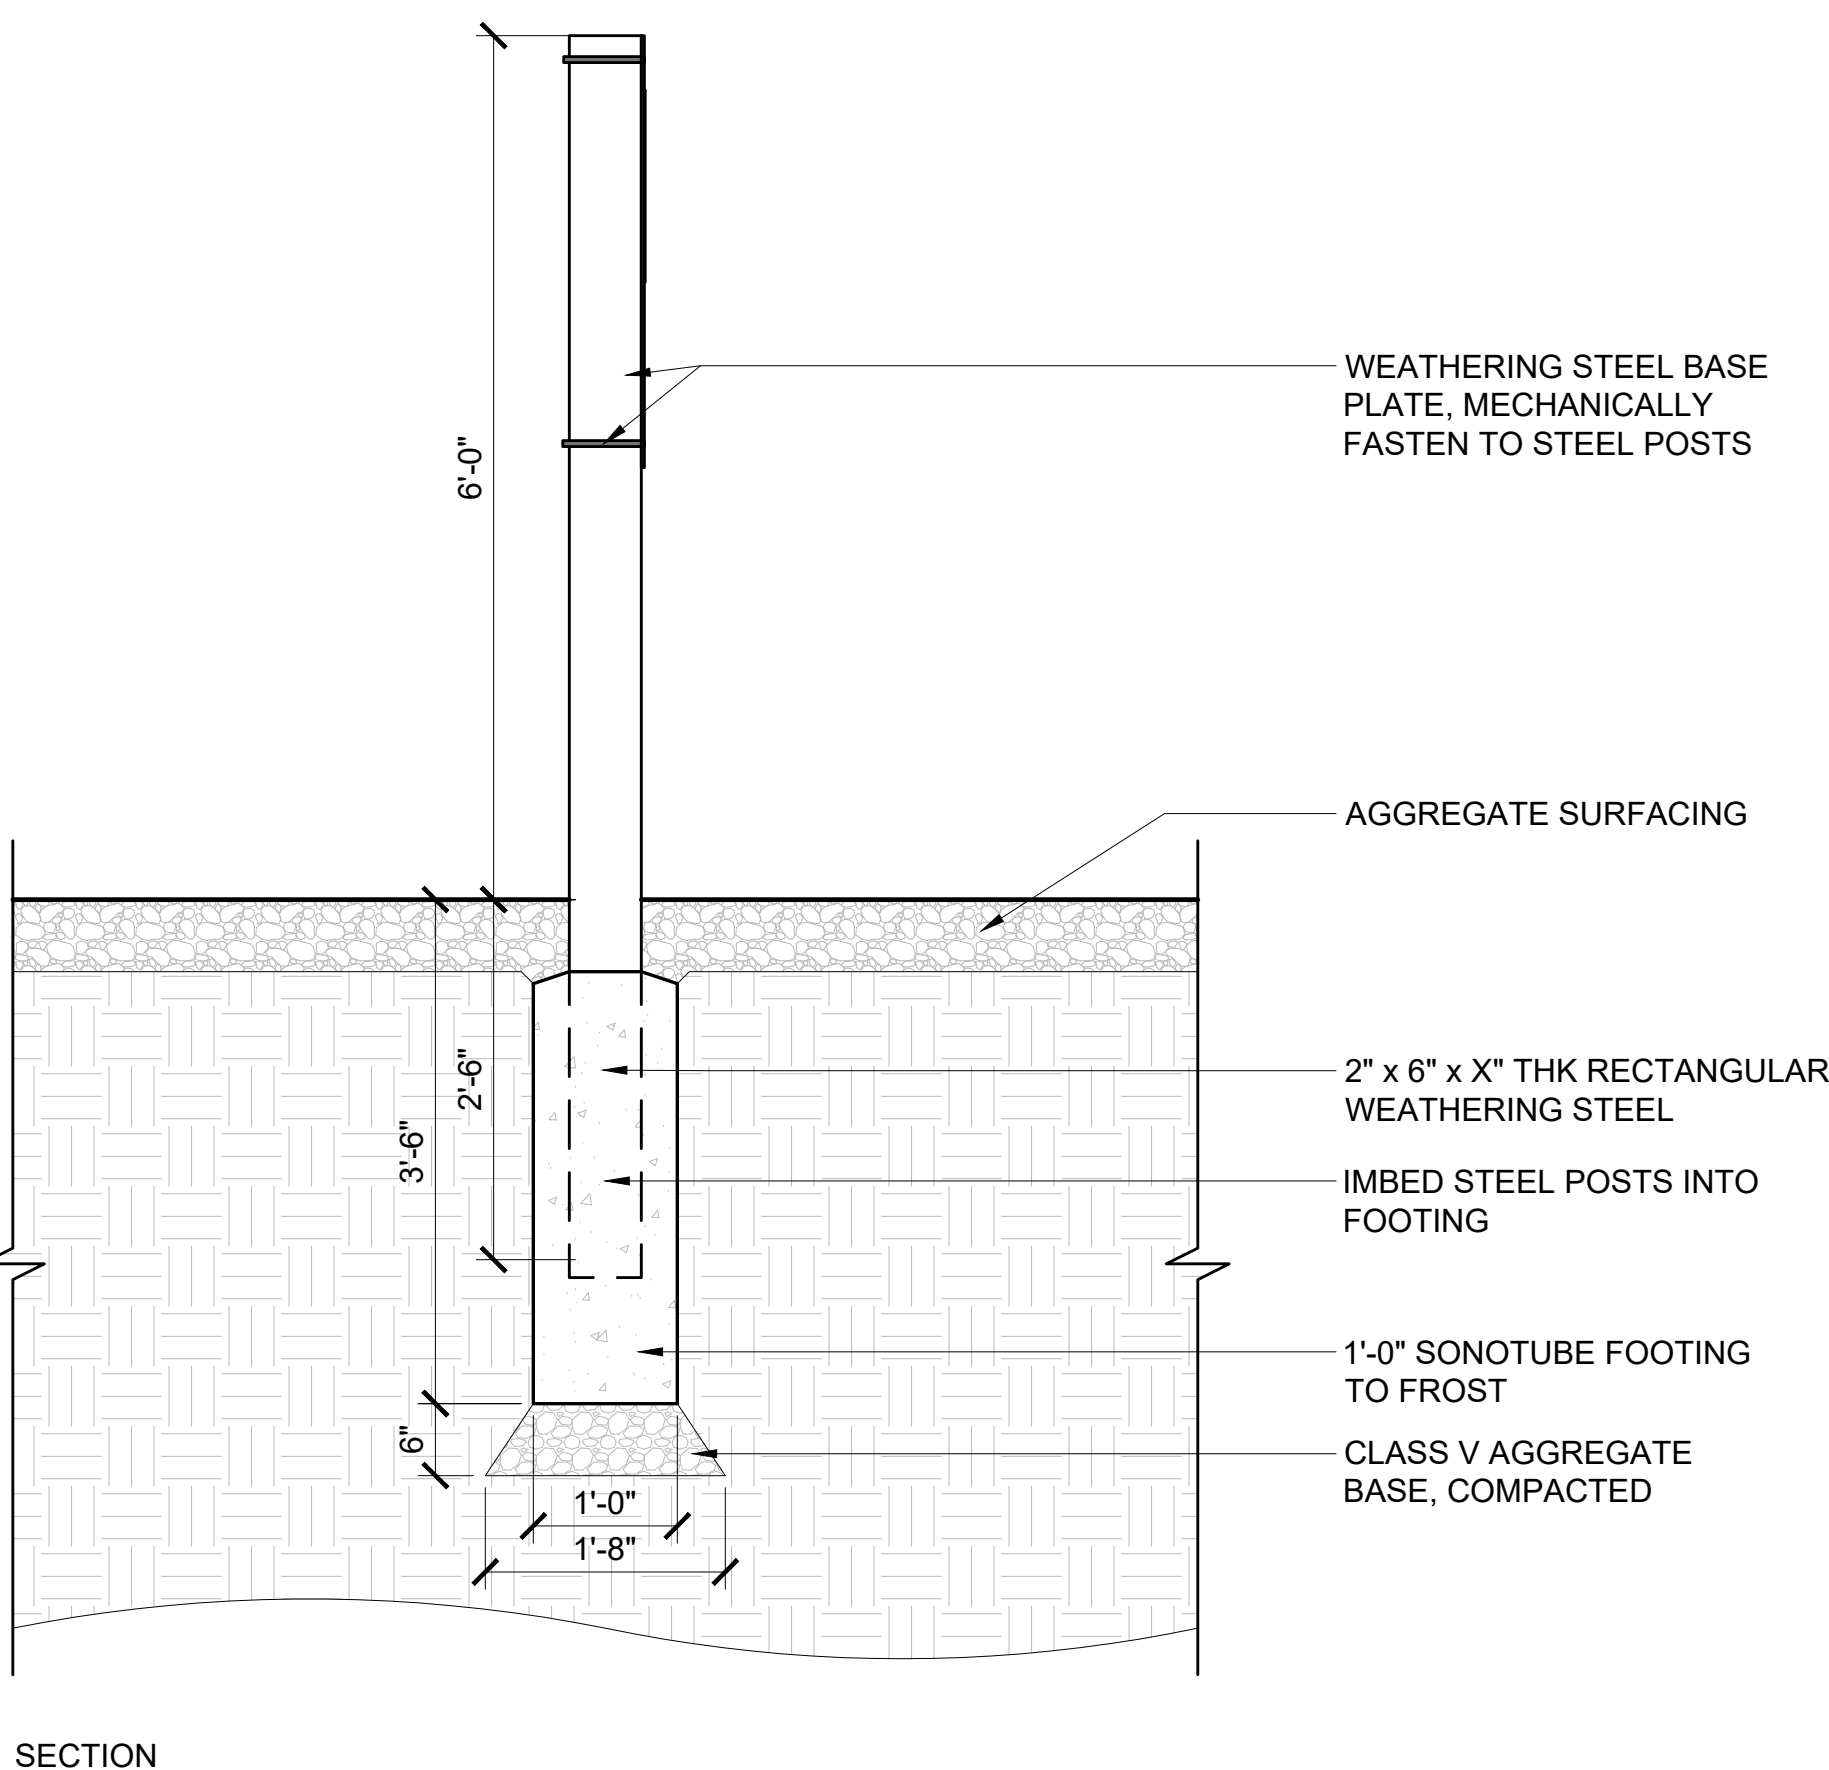 6'-0"
WEATHERING STEEL BASE
PLATE, MECHANICALLY
FASTEN TO STEEL POSTS
AGGREGATE SURFACING
2'-6"
3'-6"
2" x 6" x X" THK RECTANGULAR
WEATHERING STEEL
IMBED STEEL POSTS INTO
FOOTING
1'-0" SONOTUBE FOOTING
TO FROST
6"
CLASS V AGGREGATE
BASE, COMPACTED
1'-0"
1'-8"
SECTION